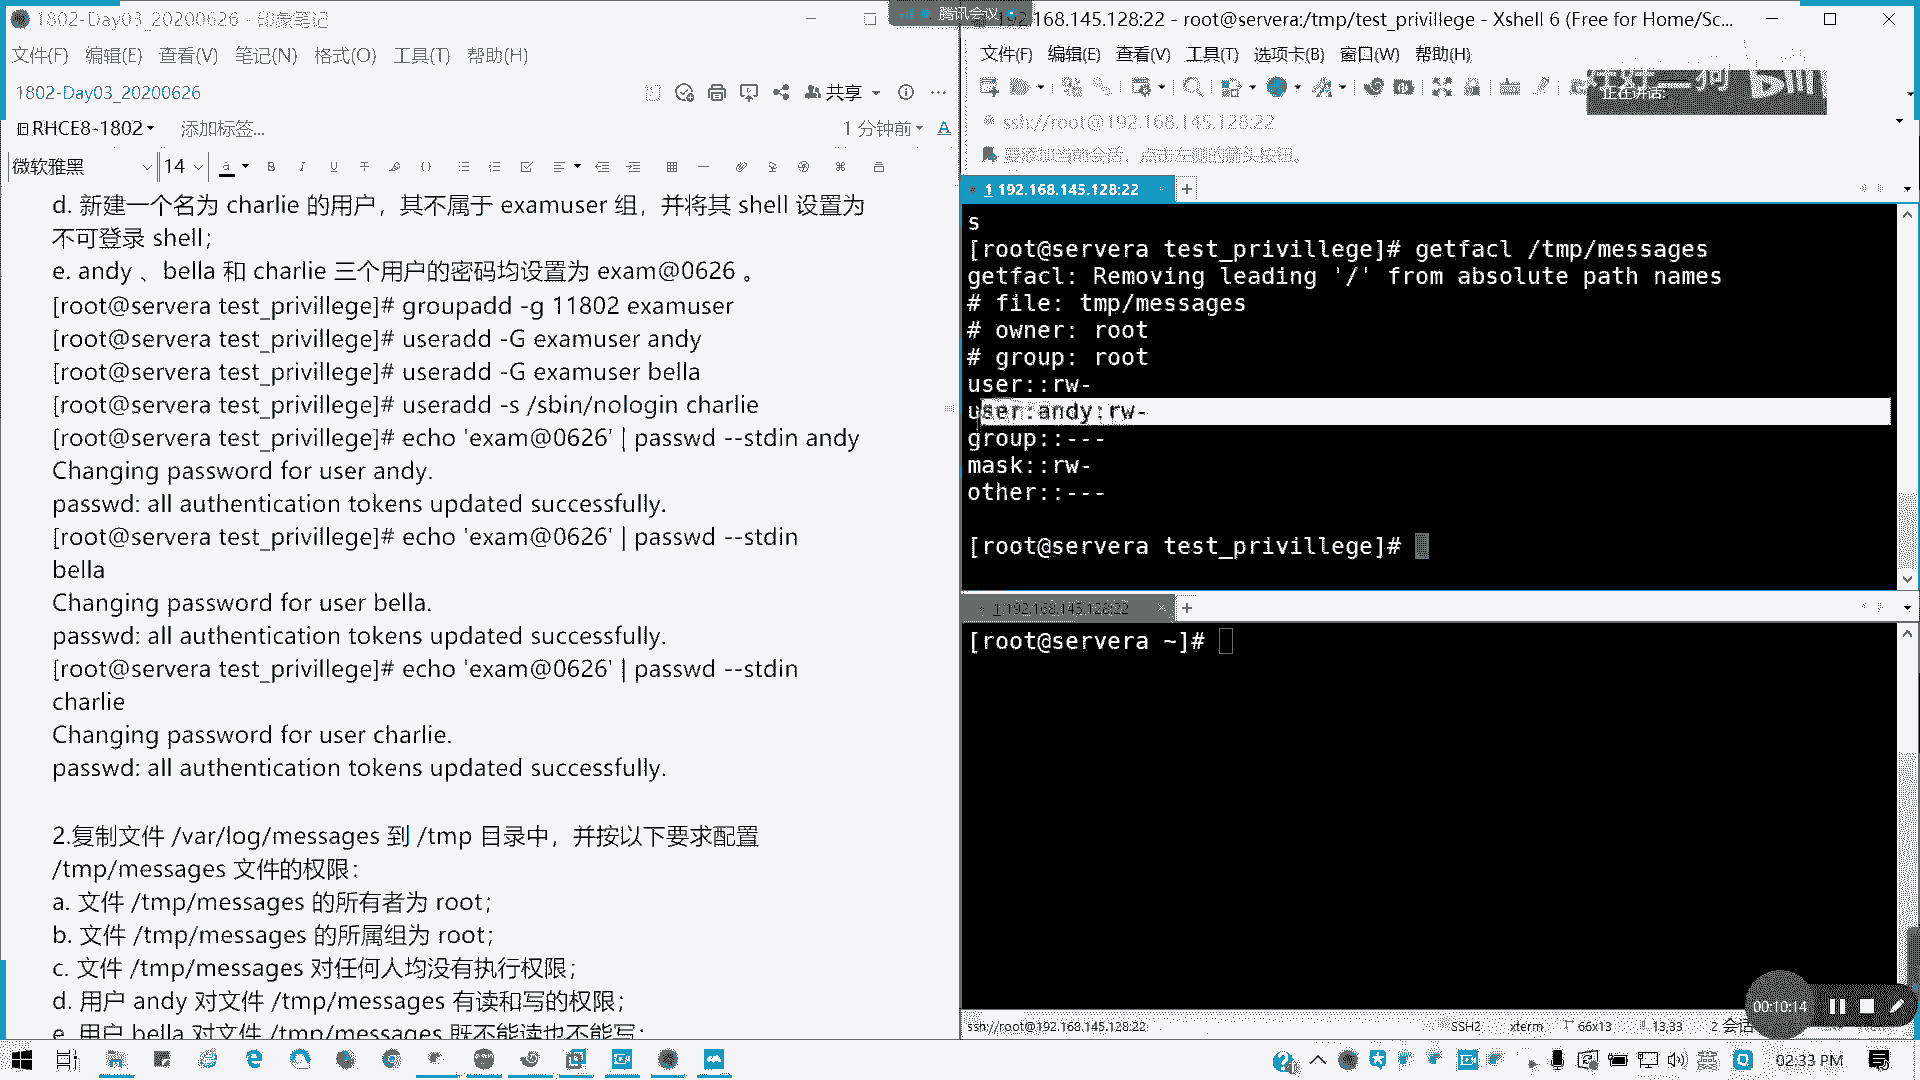 1802-Day03_20200626 - 印象笔记
文件(F) 编辑(E) 查看(V) 笔记(N) 格式(O) 工具(T) 帮助(H)
1802-Day03_20200626
共享
RHCE8-1802
添加标签...
1 分钟前
微软雅黑
14
d. 新建一个名为 charlie 的用户，其不属于 examuser 组，并将其 shell 设置为
不可登录 shell；
e. andy 、bella 和 charlie 三个用户的密码均设置为 exam@0626 。
[root@servera test_privillege]# groupadd -g 11802 examuser
[root@servera test_privillege]# useradd -G examuser andy
[root@servera test_privillege]# useradd -G examuser bella
[root@servera test_privillege]# useradd -s /sbin/nologin charlie
[root@servera test_privillege]# echo 'exam@0626' | passwd --stdin andy
Changing password for user andy.
passwd: all authentication tokens updated successfully.
[root@servera test_privillege]# echo 'exam@0626' | passwd --stdin
bella
Changing password for user bella.
passwd: all authentication tokens updated successfully.
[root@servera test_privillege]# echo 'exam@0626' | passwd --stdin
charlie
Changing password for user charlie.
passwd: all authentication tokens updated successfully.
2.复制文件 /var/log/messages 到 /tmp 目录中，并按以下要求配置
/tmp/messages 文件的权限：
a. 文件 /tmp/messages 的所有者为 root；
b. 文件 /tmp/messages 的所属组为 root；
c. 文件 /tmp/messages 对任何人均没有执行权限；
d. 用户 andy 对文件 /tmp/messages 有读和写的权限；
e. 用户 bella 对文件 /tmp/messages 既不能读也不能写；
腾讯会议
192.168.145.128:22 - root@servera:/tmp/test_privillege - Xshell 6 (Free for Home/Sc...
文件(F) 编辑(E) 查看(V) 工具(T) 选项卡(B) 窗口(W) 帮助(H)
正在讲话:
ssh://root@192.168.145.128:22
要添加当前会话，点击左侧的箭头按钮。
1 192.168.145.128:22
s
[root@servera test_privillege]# getfacl /tmp/messages
getfacl: Removing leading '/' from absolute path names
# file: tmp/messages
# owner: root
# group: root
user::rw-
user:andy:rw-
group::---
mask::rw-
other::---
[root@servera test_privillege]#
1 192.168.145.128:22
[root@servera ~]#
00:10:14
ssh://root@192.168.145.128:22
SSH2
xterm
66x13
13,33
2 会话
02:33 PM